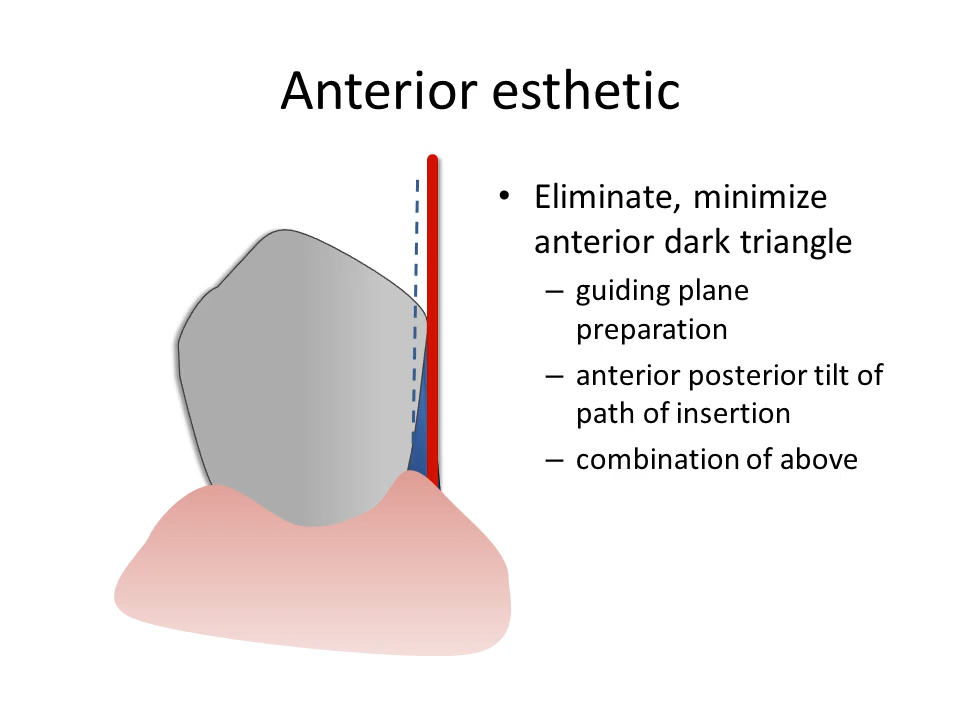 Anterior esthetic
• Eliminate, minimize
anterior dark triangle
– guiding plane
preparation
– anterior posterior tilt of
path of insertion
– combination of above